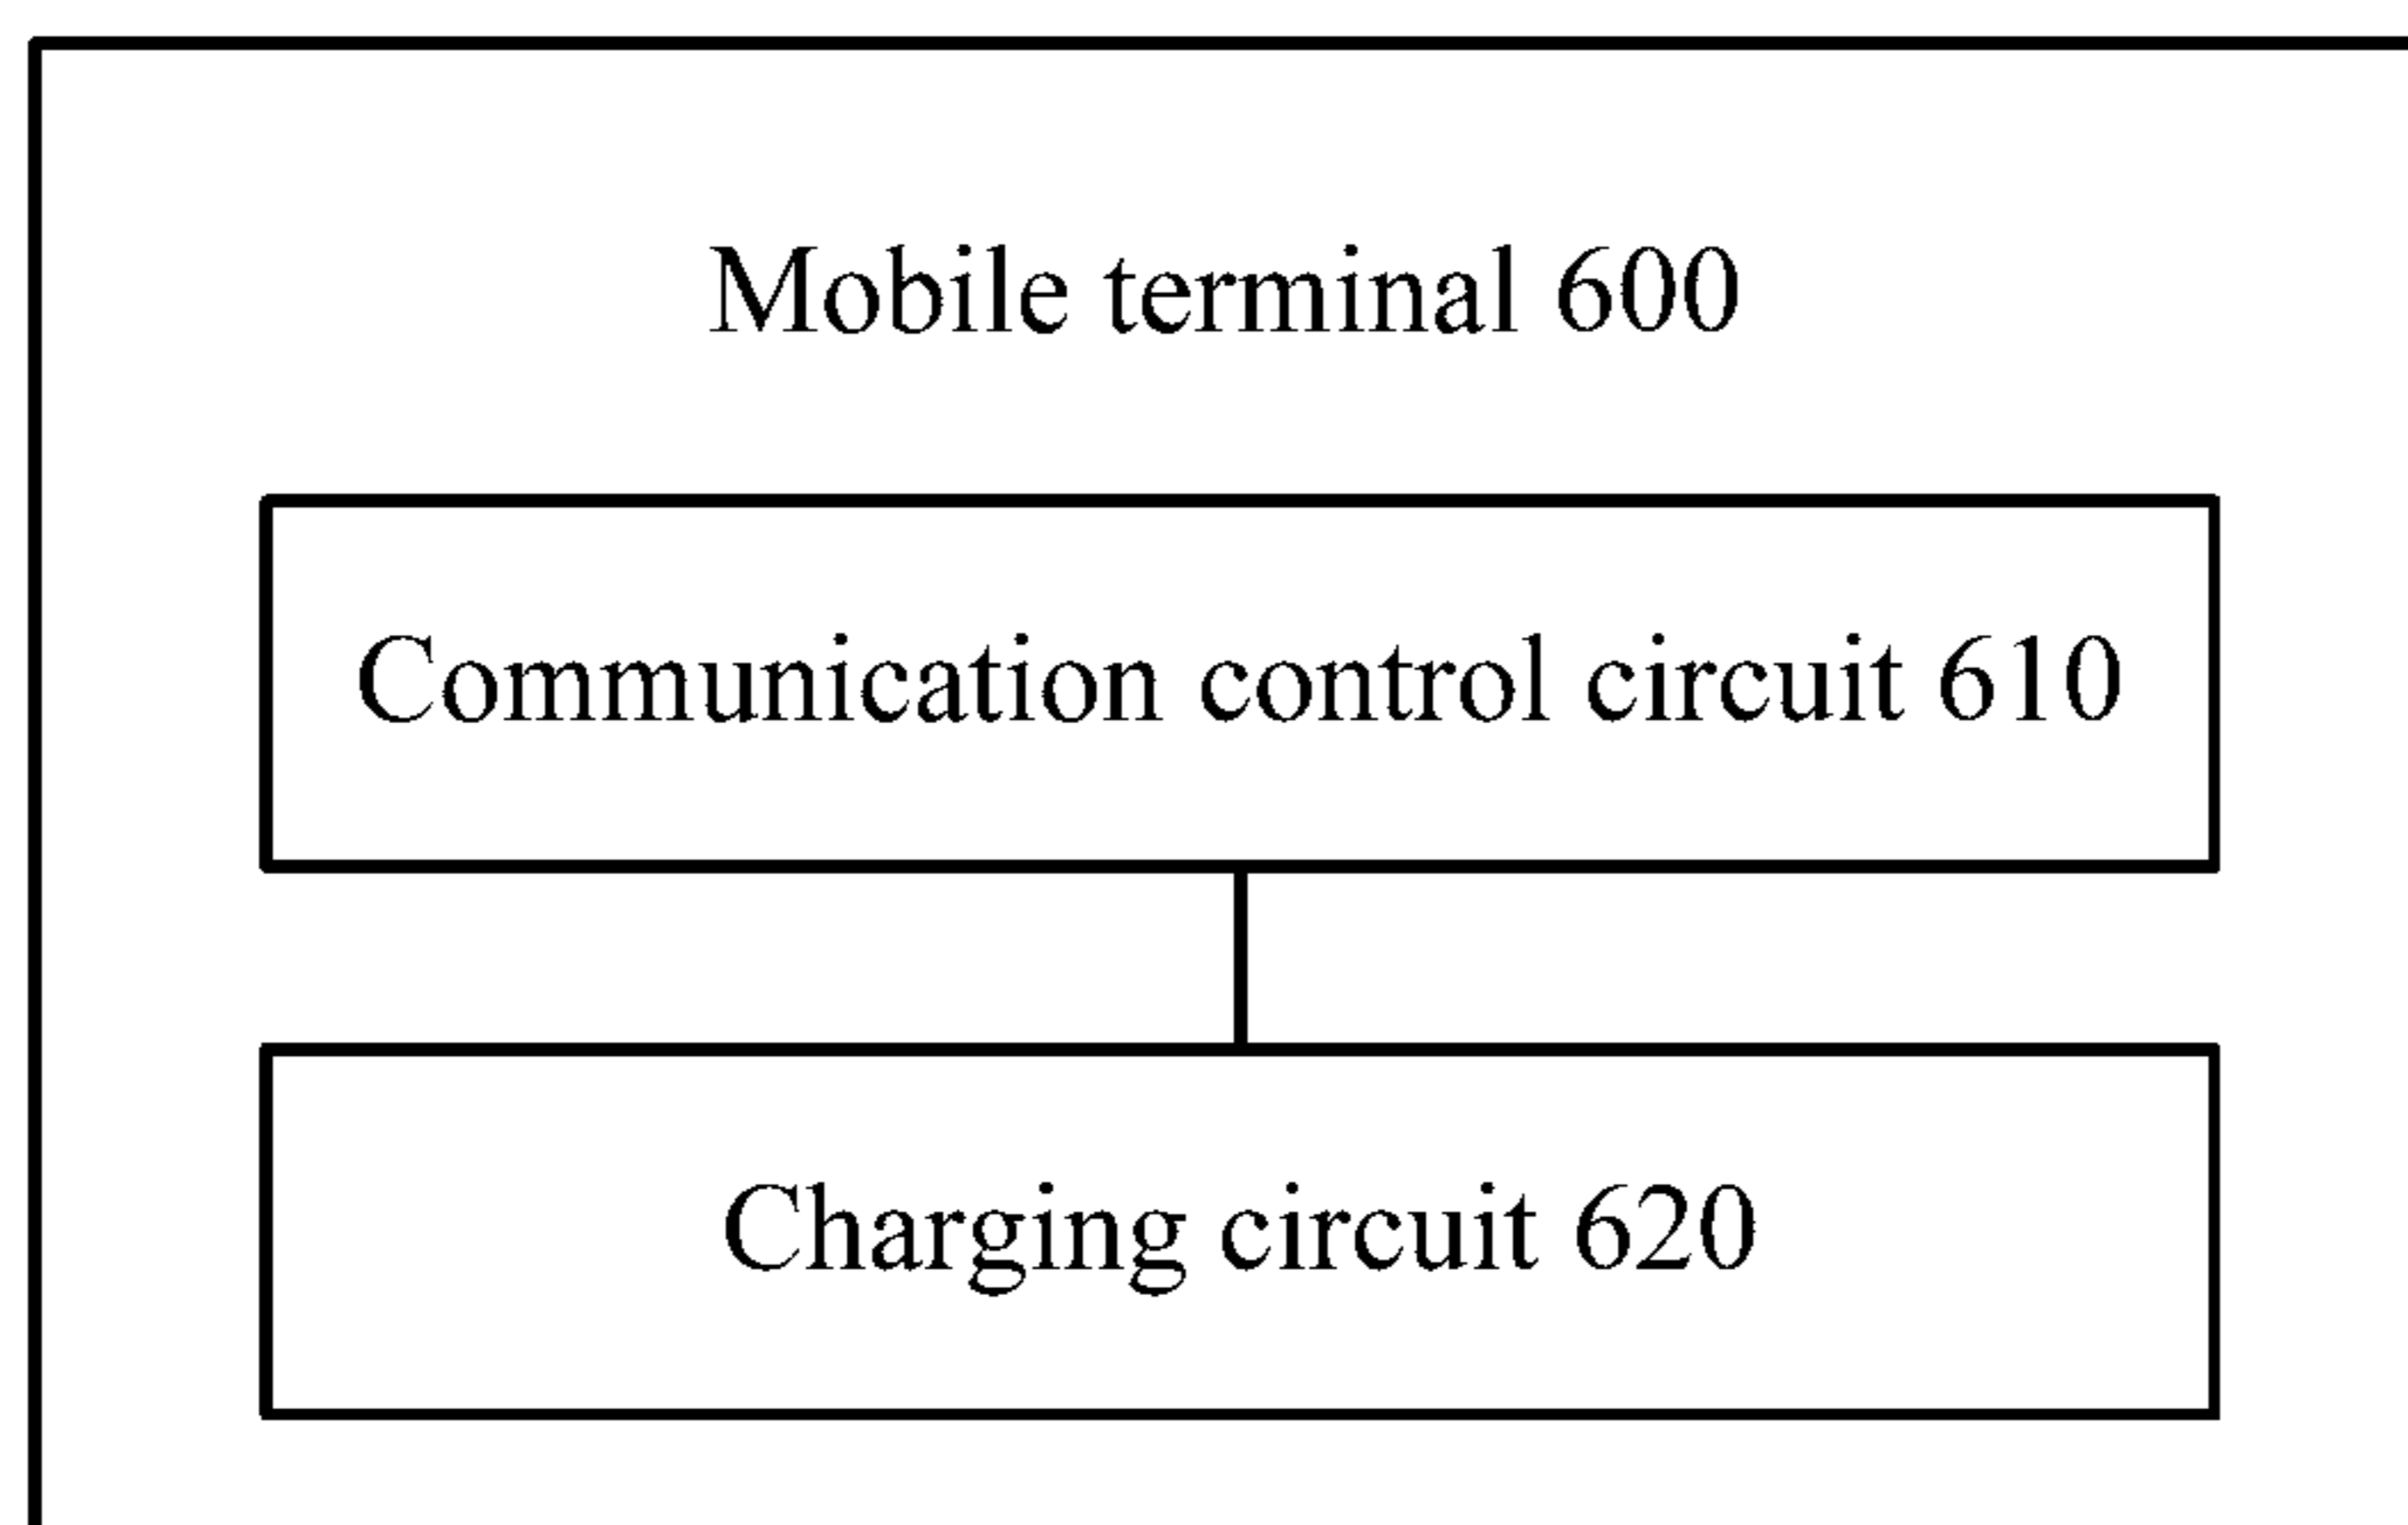 Mobile terminal 600
Communication control circuit 610
Charging circuit 620